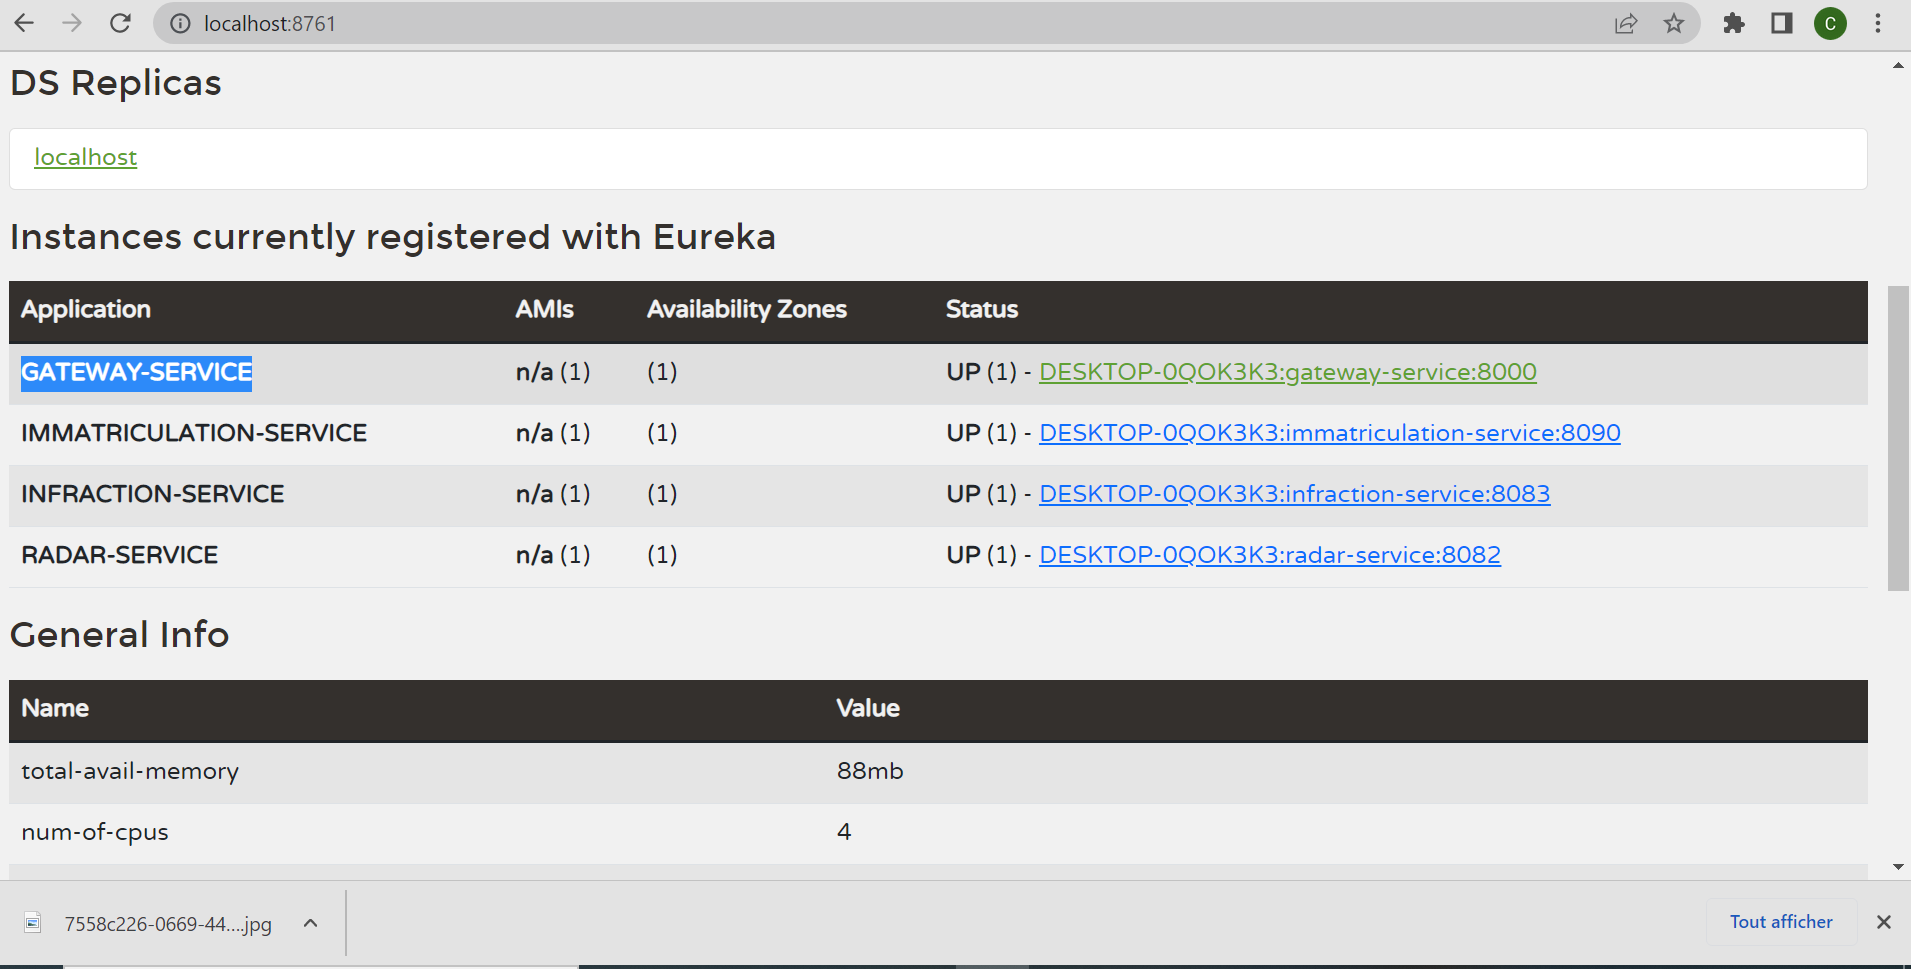 localhost:8761
C
DS Replicas
localhost
Instances currently registered with Eureka
Application AMIs Availability Zones Status
GATEWAY-SERVICE n/a (1) (1) UP (1) - DESKTOP-0QOK3K3:gateway-service:8000
IMMATRICULATION-SERVICE n/a (1) (1) UP (1) - DESKTOP-0QOK3K3:immatriculation-service:8090
INFRACTION-SERVICE n/a (1) (1) UP (1) - DESKTOP-0QOK3K3:infraction-service:8083
RADAR-SERVICE n/a (1) (1) UP (1) - DESKTOP-0QOK3K3:radar-service:8082
General Info
Name Value
total-avail-memory 88mb
num-of-cpus 4
7558c226-0669-44....jpg Tout afficher